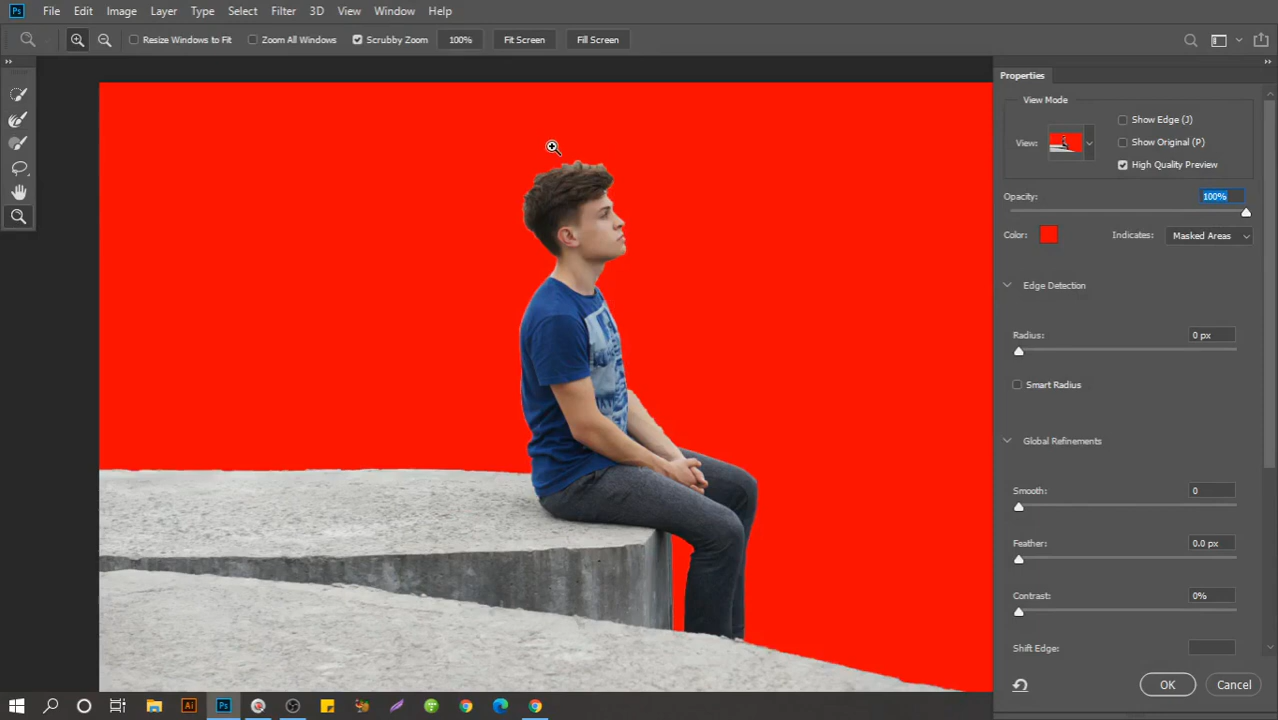 Ps File Edit Image Layer Type Select Filter 3D View Window Help
Resize Windows to Fit Zoom All Windows Scrubby Zoom 100% Fit Screen Fill Screen
Properties
View Mode
Show Edge (J)
View: Show Original (P)
High Quality Preview
Opacity: 100%
Color: Indicates: Masked Areas
Edge Detection
Radius: 0 px
Smart Radius
Global Refinements
Smooth: 0
Feather: 0.0 px
Contrast: 0%
Shift Edge:
OK Cancel
Ai Ps